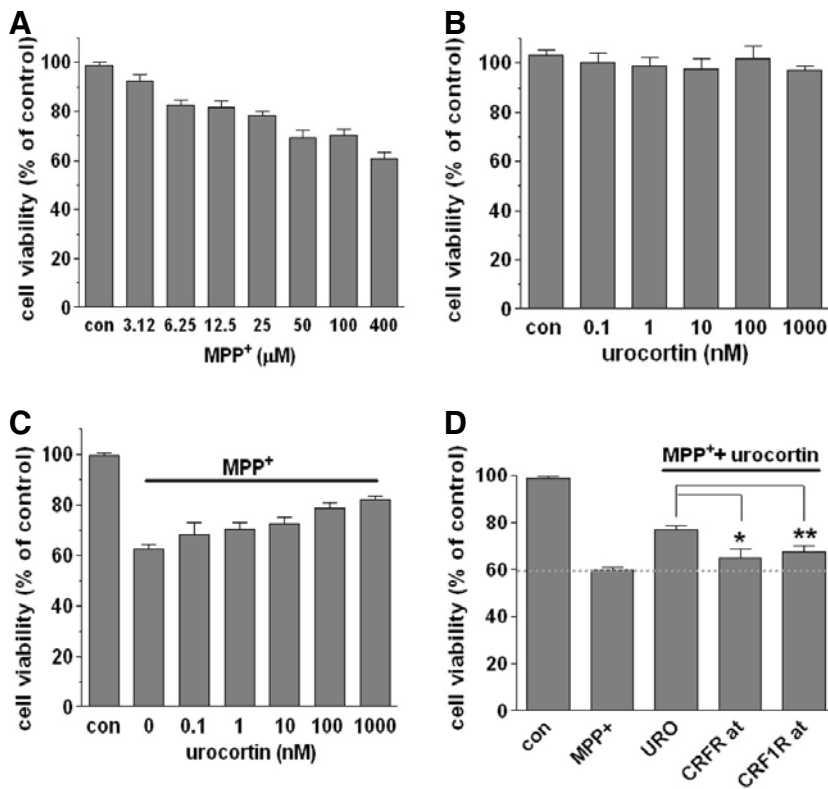 A
cell viability (% of control)
100
80
60
40
20
0
con 3.12 6.25 12.5 25 50 100 400
MPP+ (μM)
B
cell viability (% of control)
100
80
60
40
20
0
con 0.1 1 10 100 1000
urocortin (nM)
C
cell viability (% of control)
100
80
60
40
20
0
MPP+
con 0 0.1 1 10 100 1000
urocortin (nM)
D
cell viability (% of control)
100
80
60
40
20
0
MPP++ urocortin
* **
con MPP+ URO CRFR at CRF1R at